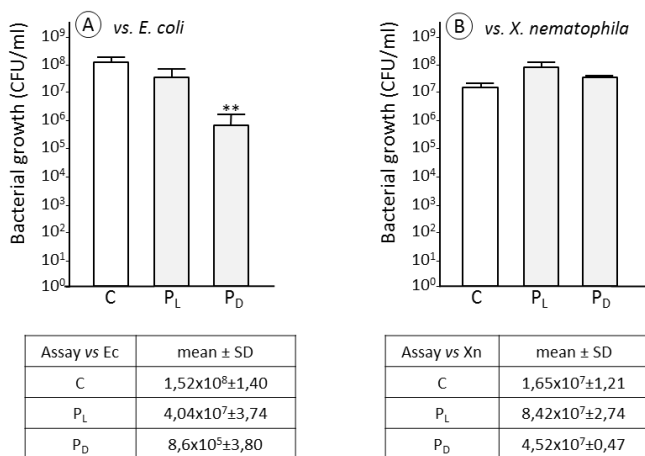 A vs. E. coli
Bacterial growth (CFU/ml)
10⁹
10⁸
10⁷
10⁶
10⁵
10⁴
10³
10²
10¹
10⁰
**
C P_L P_D
Assay vs Ec mean ± SD
C 1,52x10⁸±1,40
P_L 4,04x10⁷±3,74
P_D 8,6x10⁵±3,80
B vs. X. nematophila
Bacterial growth (CFU/ml)
10⁹
10⁸
10⁷
10⁶
10⁵
10⁴
10³
10²
10¹
10⁰
C P_L P_D
Assay vs Xn mean ± SD
C 1,65x10⁷±1,21
P_L 8,42x10⁷±2,74
P_D 4,52x10⁷±0,47